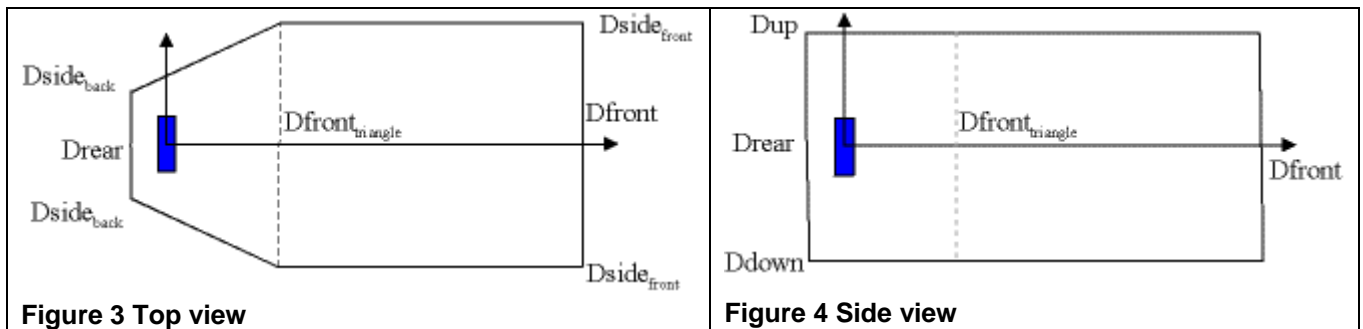 Dside_front
Dside_back
Dfront
Dfront_triangle
Drear
Dside_back
Dside_front
Figure 3 Top view
Dup
Dfront_triangle
Drear
Dfront
Ddown
Figure 4 Side view